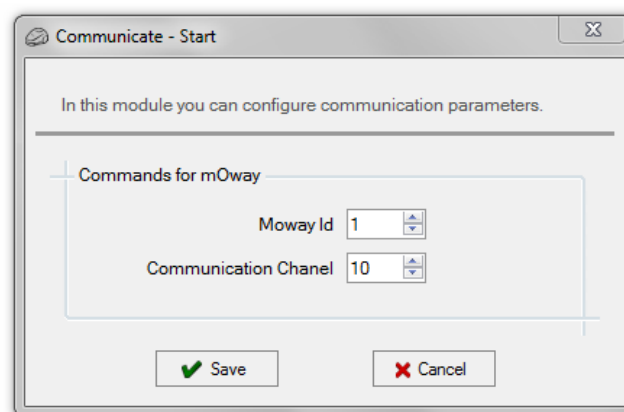 Communicate - Start
In this module you can configure communication parameters.
Commands for mOway
Moway Id 1
Communication Chanel 10
Save Cancel